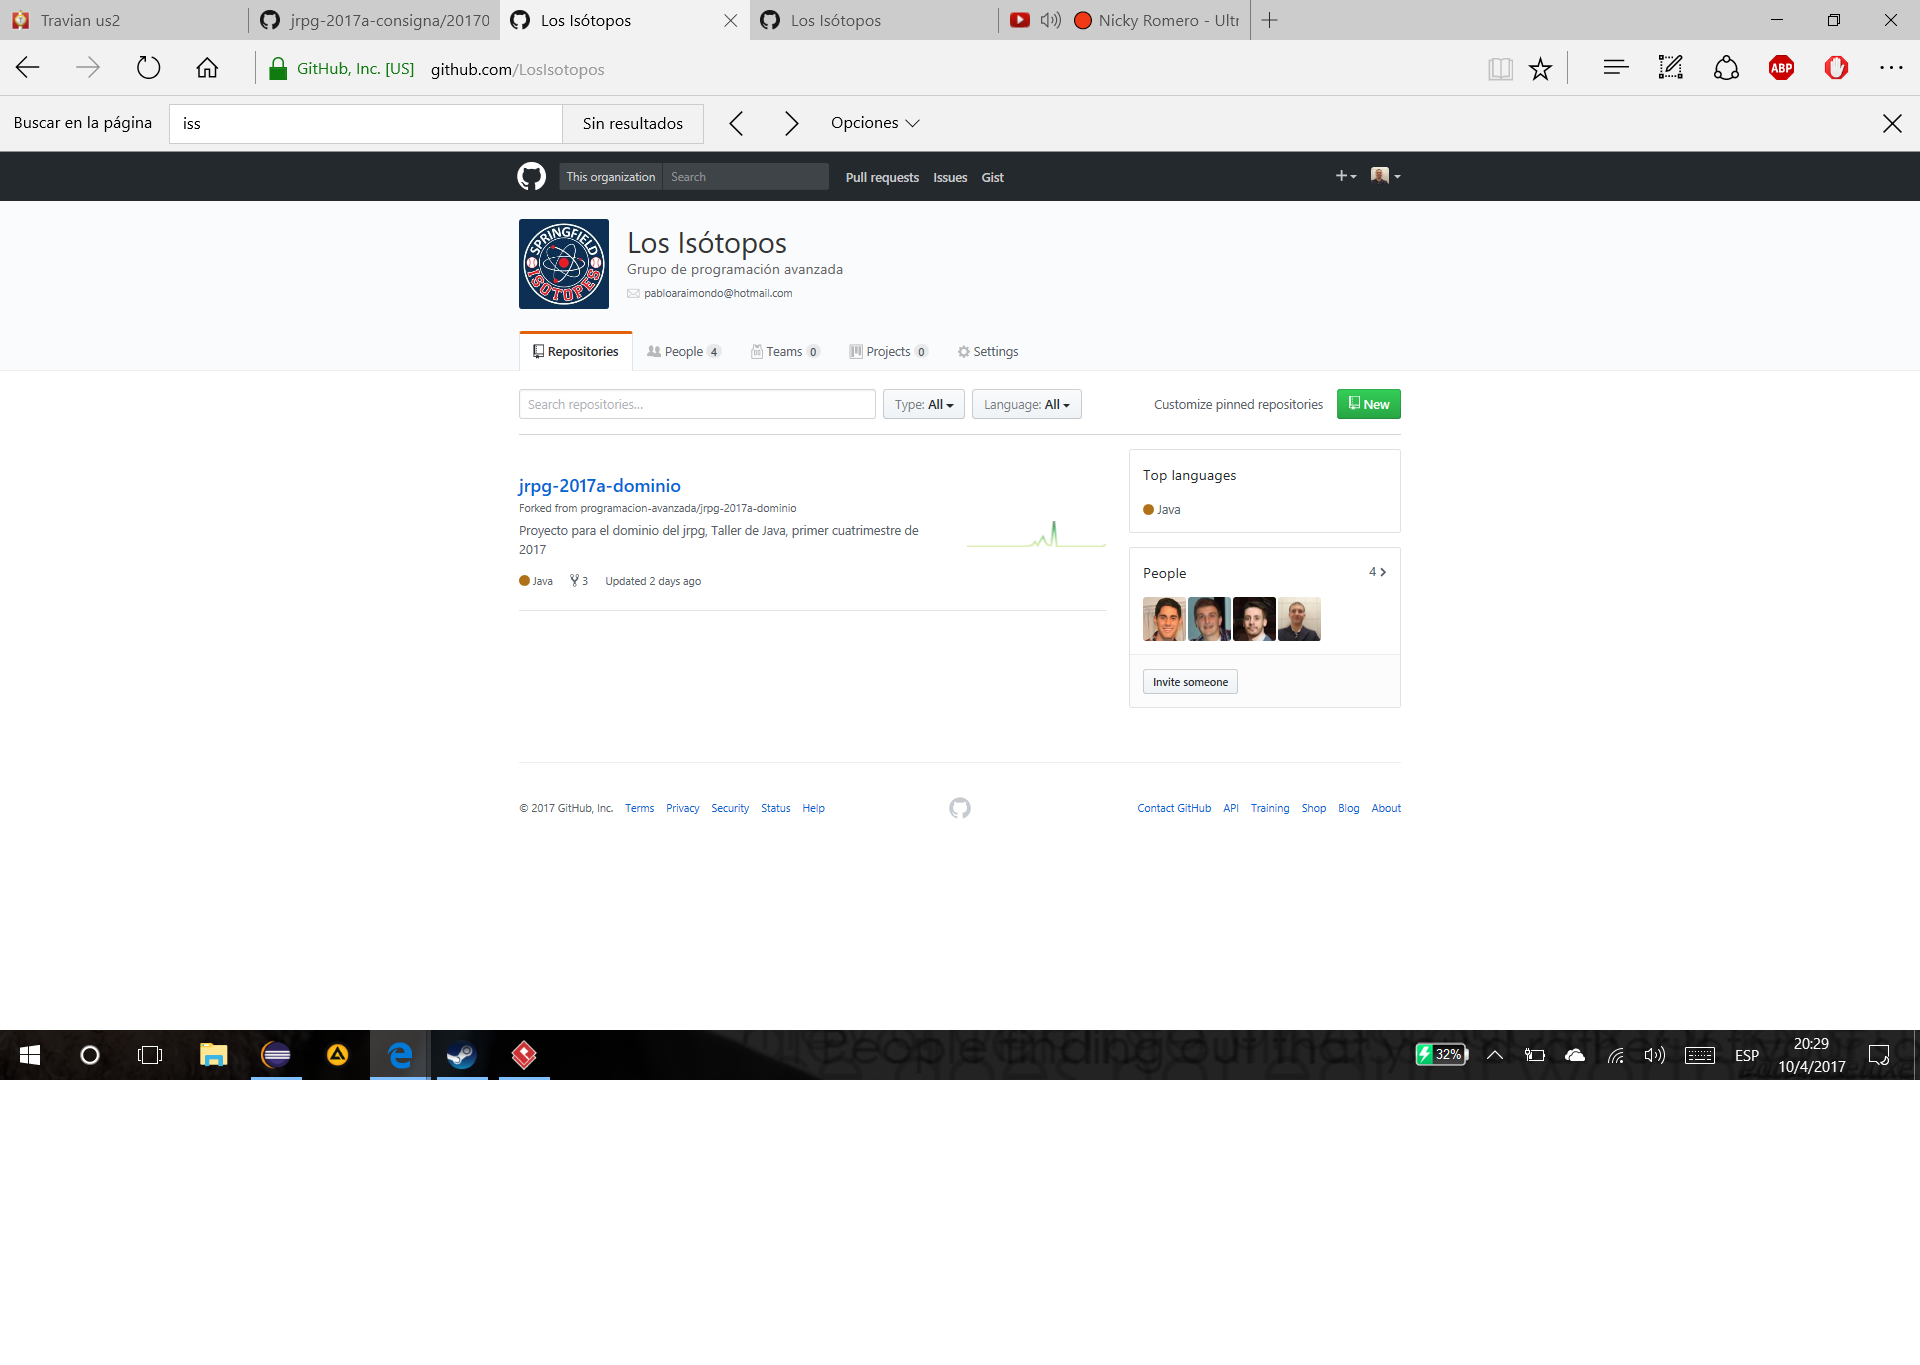 Travian us2
jrpg-2017a-consigna/20170
Los Isótopos
Los Isótopos
Nicky Romero - Ultr
GitHub, Inc. [US]
github.com/LosIsotopos
ABP
Buscar en la página
iss
Sin resultados
Opciones
This organization
Search
Pull requests
Issues
Gist
SPRINGFIELD
ISOTOPES
Los Isótopos
Grupo de programación avanzada
pabloaraimondo@hotmail.com
Repositories
People 4
Teams 0
Projects 0
Settings
Search repositories...
Type: All
Language: All
Customize pinned repositories
New
jrpg-2017a-dominio
Forked from programacion-avanzada/jrpg-2017a-dominio
Proyecto para el dominio del jrpg, Taller de Java, primer cuatrimestre de
2017
Java
3
Updated 2 days ago
Top languages
Java
People
4
Invite someone
© 2017 GitHub, Inc.
Terms
Privacy
Security
Status
Help
Contact GitHub
API
Training
Shop
Blog
About
32%
ESP
20:29
10/4/2017